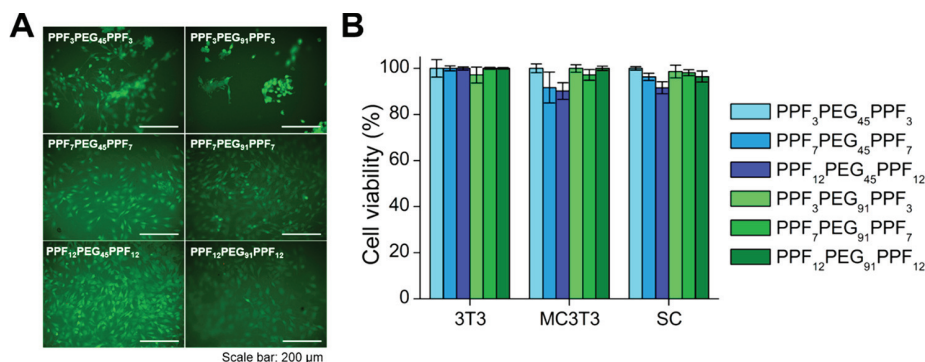 A
PPF₃PEG₄₅PPF₃
PPF₃PEG₉₁PPF₃
PPF₇PEG₄₅PPF₇
PPF₇PEG₉₁PPF₇
PPF₁₂PEG₄₅PPF₁₂
PPF₁₂PEG₉₁PPF₁₂
Scale bar: 200 μm
B
Cell viability (%)
100
80
60
40
20
0
3T3
MC3T3
SC
PPF₃PEG₄₅PPF₃
PPF₇PEG₄₅PPF₇
PPF₁₂PEG₄₅PPF₁₂
PPF₃PEG₉₁PPF₃
PPF₇PEG₉₁PPF₇
PPF₁₂PEG₉₁PPF₁₂